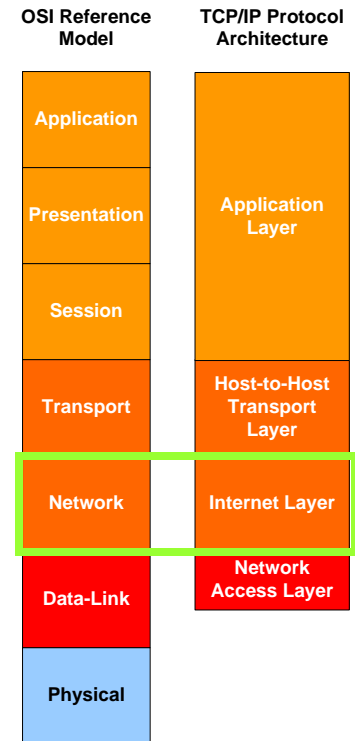 OSI Reference
Model
TCP/IP Protocol
Architecture
Application
Presentation
Session
Transport
Network
Data-Link
Physical
Application
Layer
Host-to-Host
Transport
Layer
Internet Layer
Network
Access Layer